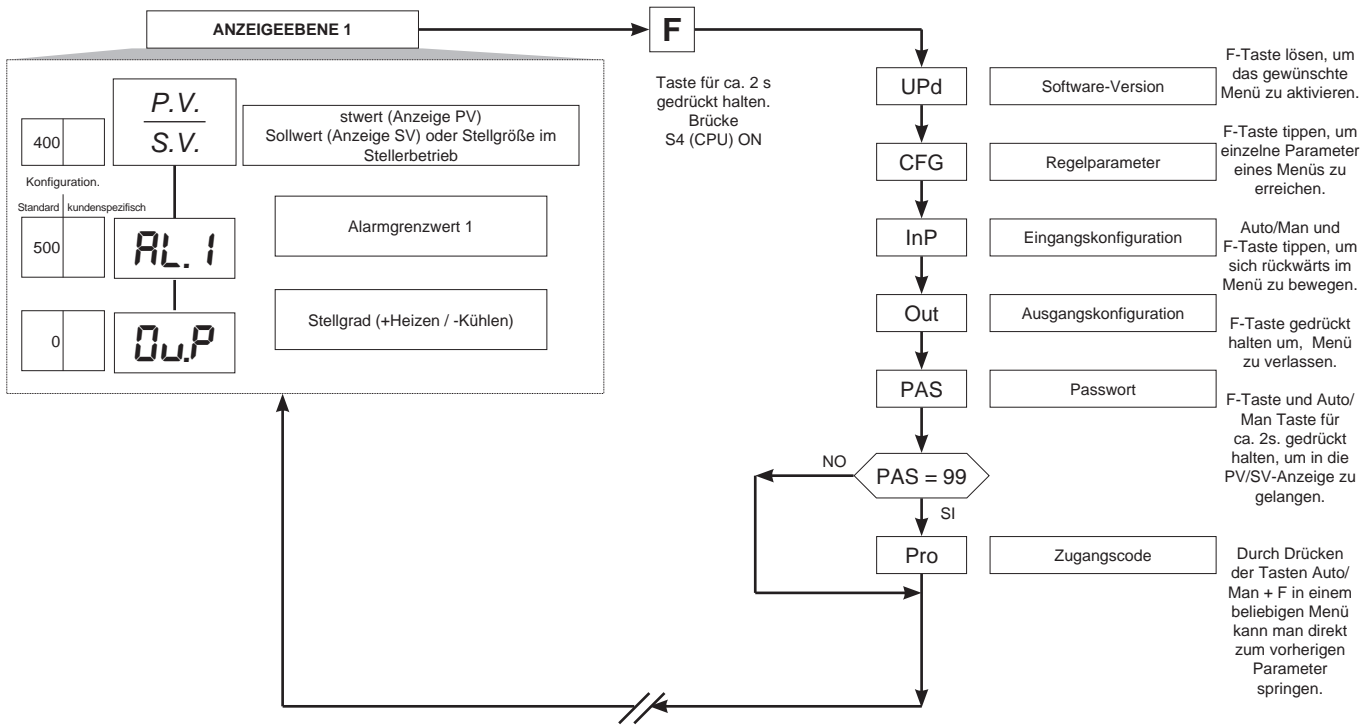 ANZEIGEEBENE 1
F
P.V.
S.V.
stwert (Anzeige PV)
Sollwert (Anzeige SV) oder Stellgröße im
Stellerbetrieb
400
Konfiguration.
Standard
kundenspezifisch
500
AL. 1
Alarmgrenzwert 1
0
Ou.P
Stellgrad (+Heizen / -Kühlen)
Taste für ca. 2 s
gedrückt halten.
Brücke
S4 (CPU) ON
UPd
Software-Version
CFG
Regelparameter
InP
Eingangskonfiguration
Out
Ausgangskonfiguration
PAS
Passwort
NO
PAS = 99
SI
Pro
Zugangscode
F-Taste lösen, um
das gewünschte
Menü zu aktivieren.
F-Taste tippen, um
einzelne Parameter
eines Menüs zu
erreichen.
Auto/Man und
F-Taste tippen, um
sich rückwärts im
Menü zu bewegen.
F-Taste gedrückt
halten um, Menü
zu verlassen.
F-Taste und Auto/
Man Taste für
ca. 2s. gedrückt
halten, um in die
PV/SV-Anzeige zu
gelangen.
Durch Drücken
der Tasten Auto/
Man + F in einem
beliebigen Menü
kann man direkt
zum vorherigen
Parameter
springen.